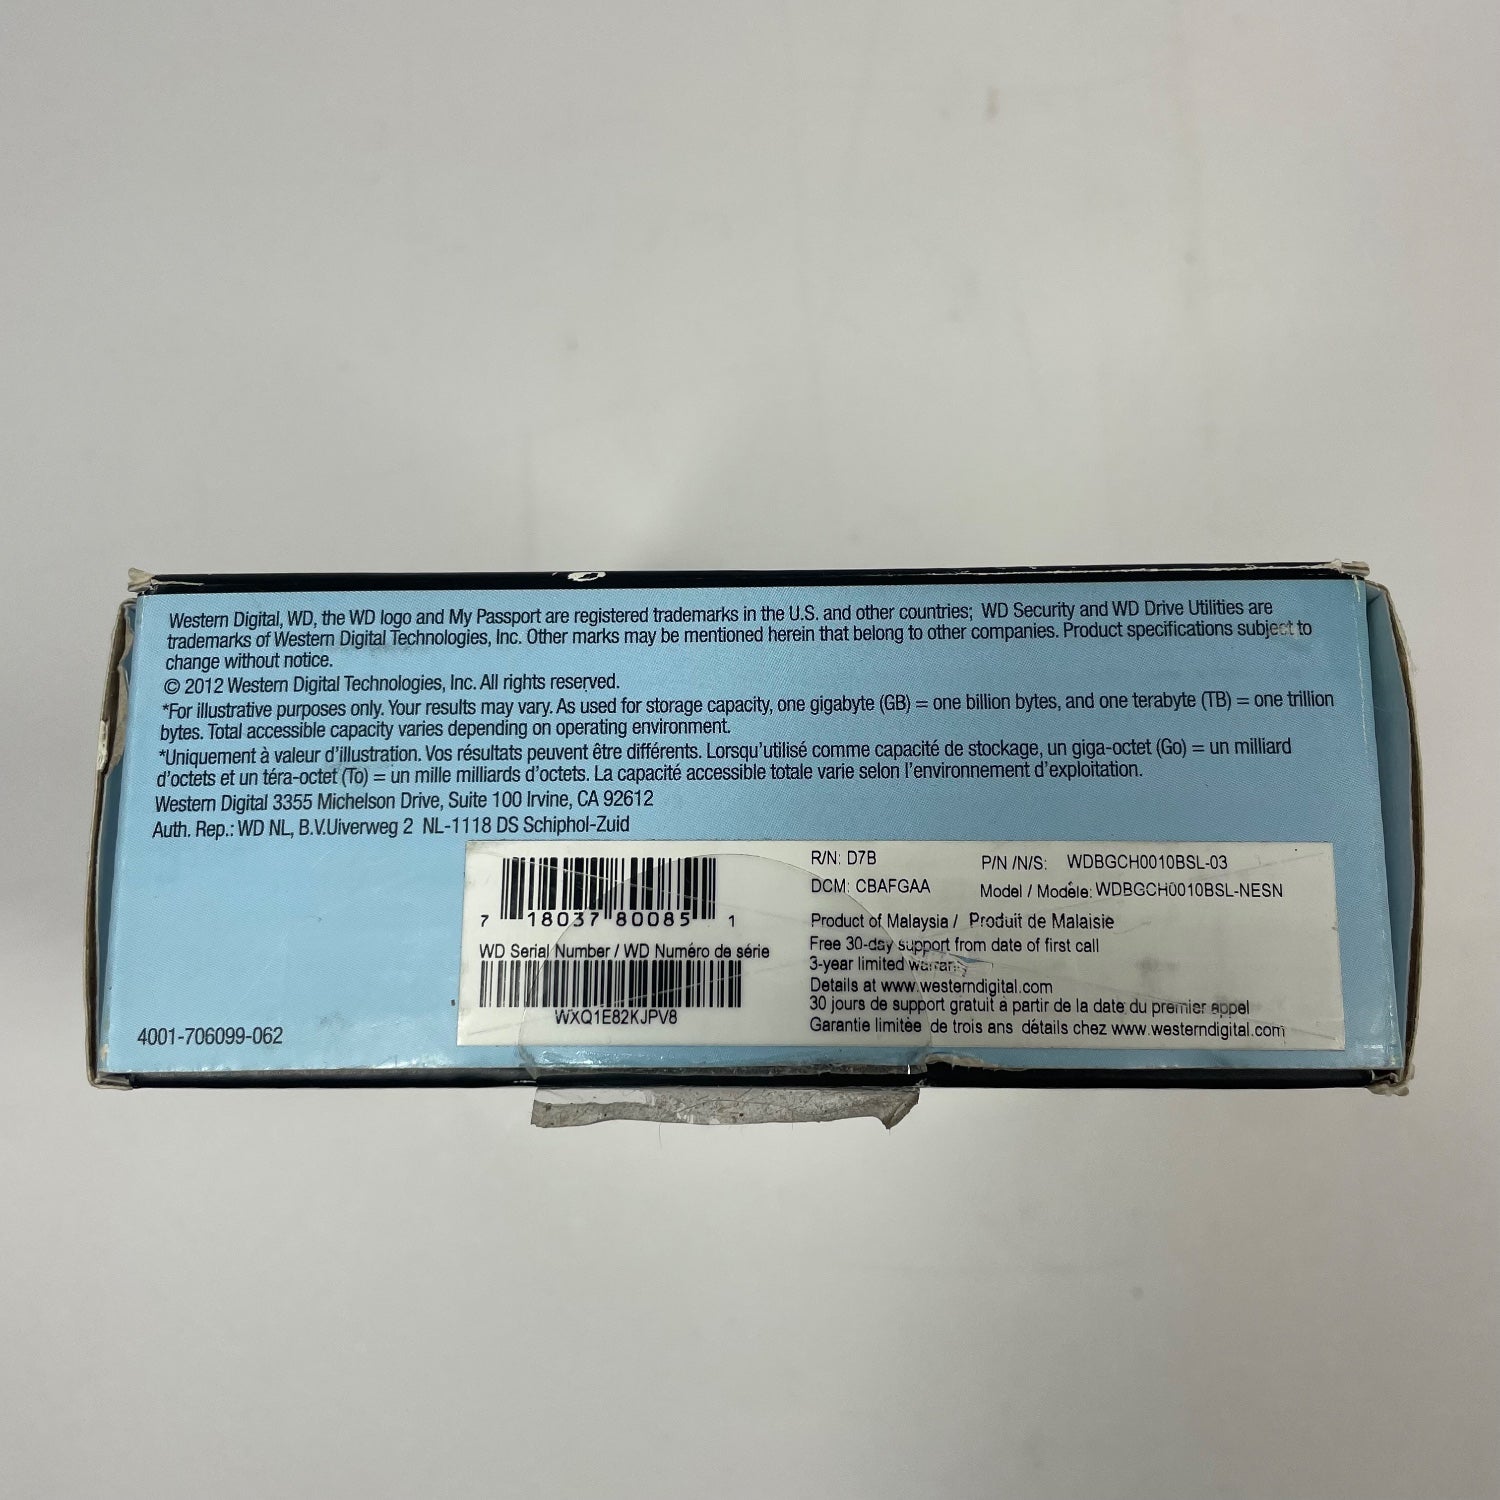 Western Digital, WD, the WD logo and My Passport are registered trademarks in the U.S. and other countries; WD Security and WD Drive Utilities are
trademarks of Western Digital Technologies, Inc. Other marks may be mentioned herein that belong to other companies. Product specifications subject to
change without notice.
© 2012 Western Digital Technologies, Inc. All rights reserved.
*For illustrative purposes only. Your results may vary. As used for storage capacity, one gigabyte (GB) = one billion bytes, and one terabyte (TB) = one trillion
bytes. Total accessible capacity varies depending on operating environment.
*Uniquement à valeur d'illustration. Vos résultats peuvent être différents. Lorsqu'utilisé comme capacité de stockage, un giga-octet (Go) = un milliard
d'octets et un téra-octet (To) = un mille milliards d'octets. La capacité accessible totale varie selon l'environnement d'exploitation.
Western Digital 3355 Michelson Drive, Suite 100 Irvine, CA 92612
Auth. Rep.: WD NL, B.V.Uiverweg 2 NL-1118 DS Schiphol-Zuid
7 18037 80085 1
WD Serial Number / WD Numéro de série
WXQ1E82KJPV8
R/N: D7B P/N /N/S: WDBGCH0010BSL-03
DCM: CBAFGAA Model / Modéle: WDBGCH0010BSL-NESN
Product of Malaysia / Produit de Malaisie
Free 30-day support from date of first call
3-year limited warranty
Details at www.westerndigital.com
30 jours de support gratuit à partir de la date du premier appel
Garantie limitée de trois ans détails chez www.westerndigital.com
4001-706099-062